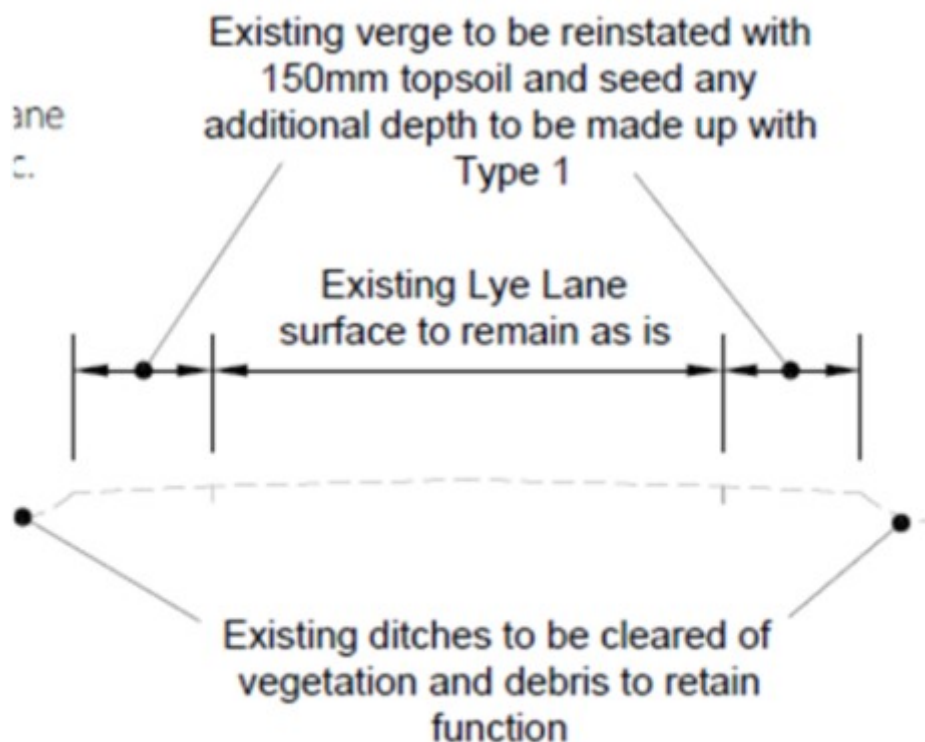 Existing verge to be reinstated with
150mm topsoil and seed any
additional depth to be made up with
Type 1
ane
c.
Existing Lye Lane
surface to remain as is
Existing ditches to be cleared of
vegetation and debris to retain
function